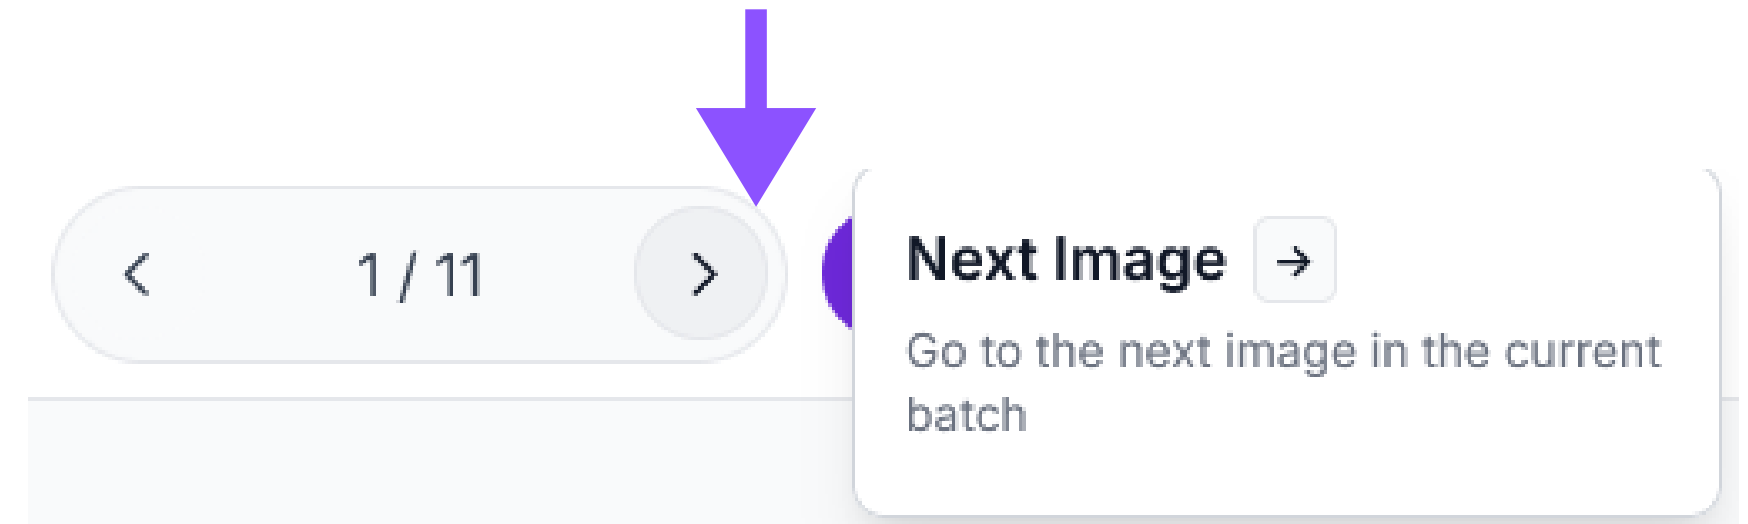 1 / 11
Next Image →
Go to the next image in the current
batch